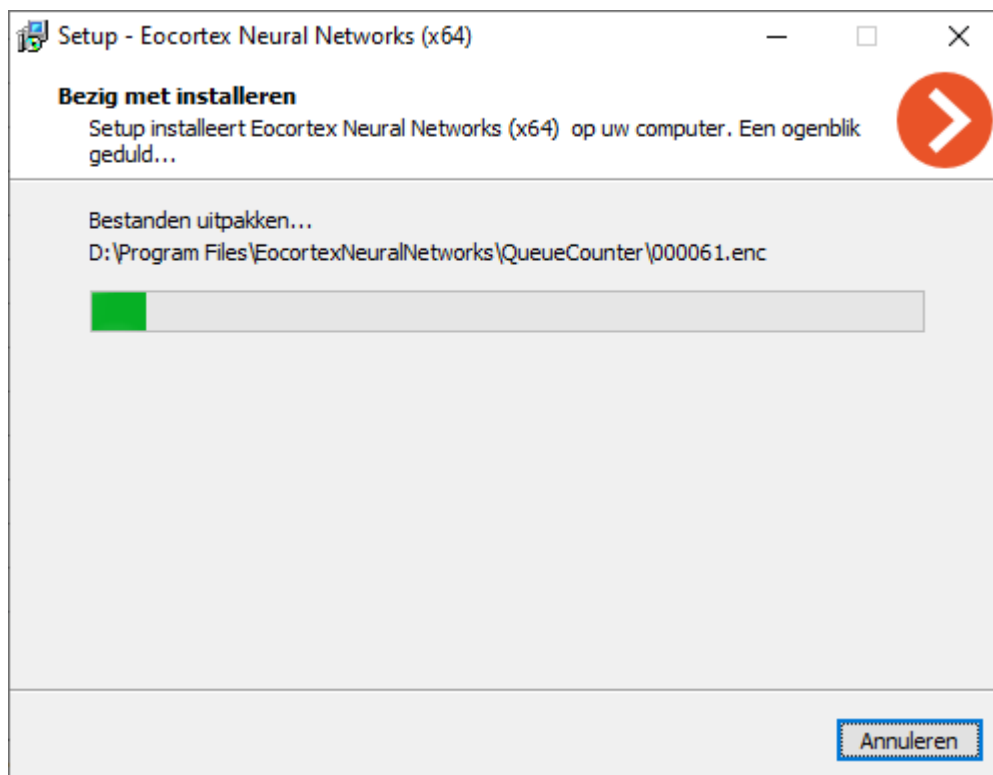 Setup - Eocortex Neural Networks (x64)
Bezig met installeren
Setup installeert Eocortex Neural Networks (x64)  op uw computer. Een ogenblik
geduld...
Bestanden uitpakken...
D:\Program Files\EocortexNeuralNetworks\QueueCounter\000061.enc
Annuleren